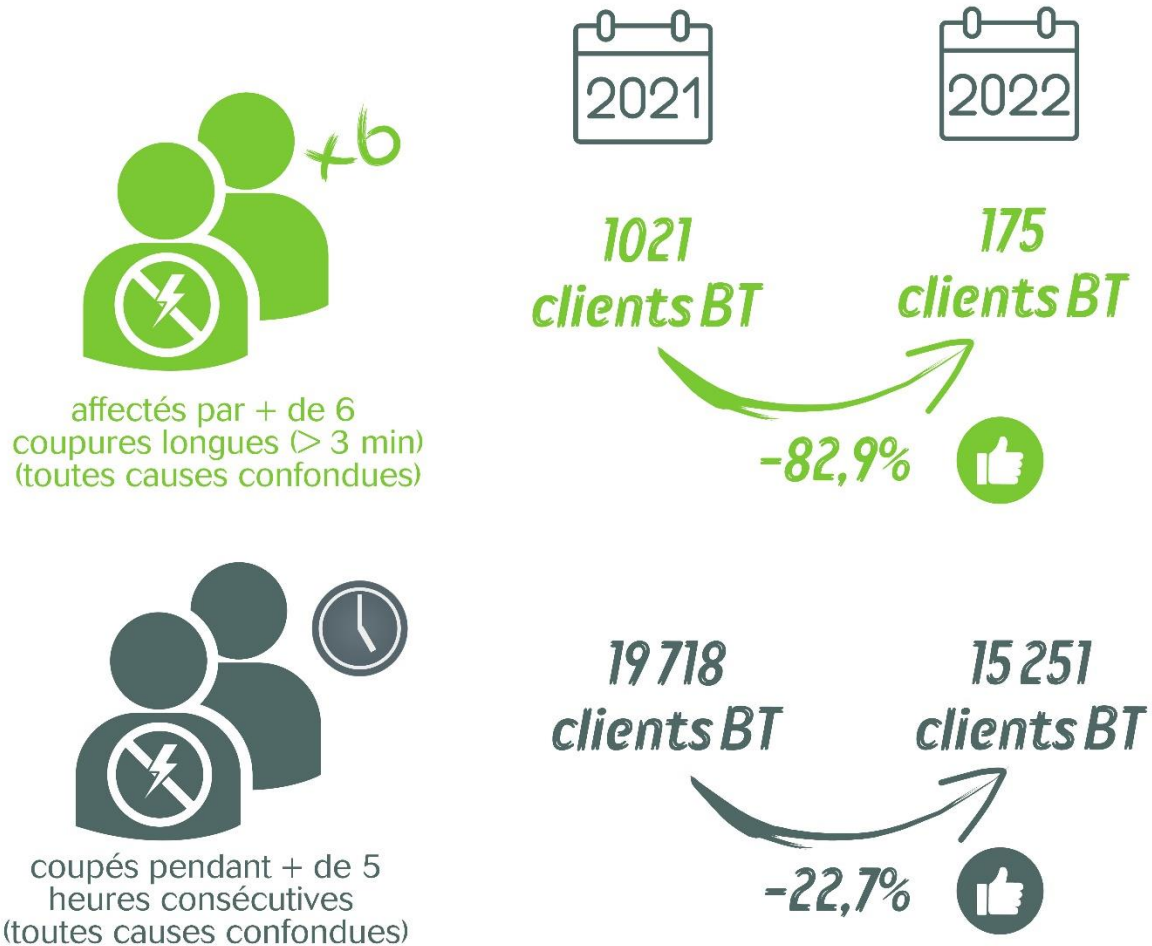 2021
2022
x6
1021
clients BT
175
clients BT
affectés par + de 6
coupures longues (> 3 min)
(toutes causes confondues)
-82,9%
19 718
clients BT
15 251
clients BT
coupés pendant + de 5
heures consécutives
(toutes causes confondues)
-22,7%